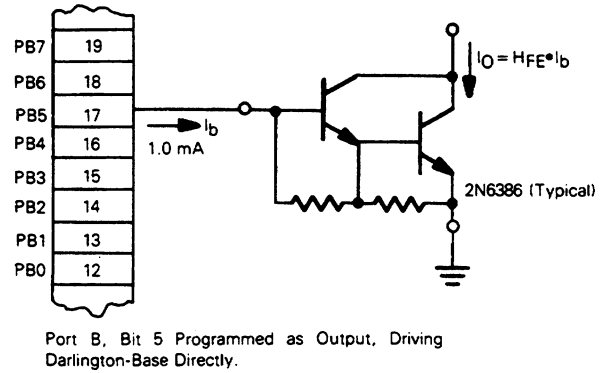 PB7 19
PB6 18
PB5 17
PB4 16
PB3 15
PB2 14
PB1 13
PB0 12
Ib
1.0 mA
IO = HFE•Ib
2N6386 (Typical)
Port B, Bit 5 Programmed as Output, Driving
Darlington-Base Directly.